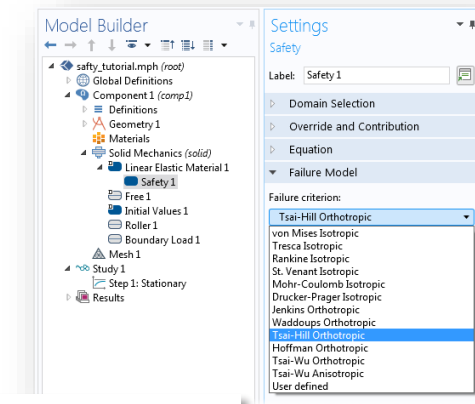 Model Builder
safty_tutorial.mph (root)
Global Definitions
Component 1 (comp1)
Definitions
Geometry 1
Materials
Solid Mechanics (solid)
Linear Elastic Material 1
Safety 1
Free 1
Initial Values 1
Roller 1
Boundary Load 1
Mesh 1
Study 1
Step 1: Stationary
Results
Settings
Safety
Label: Safety 1
Domain Selection
Override and Contribution
Equation
Failure Model
Failure criterion:
Tsai-Hill Orthotropic
von Mises Isotropic
Tresca Isotropic
Rankine Isotropic
St. Venant Isotropic
Mohr-Coulomb Isotropic
Drucker-Prager Isotropic
Jenkins Orthotropic
Waddoups Orthotropic
Tsai-Hill Orthotropic
Hoffman Orthotropic
Tsai-Wu Orthotropic
Tsai-Wu Anisotropic
User defined